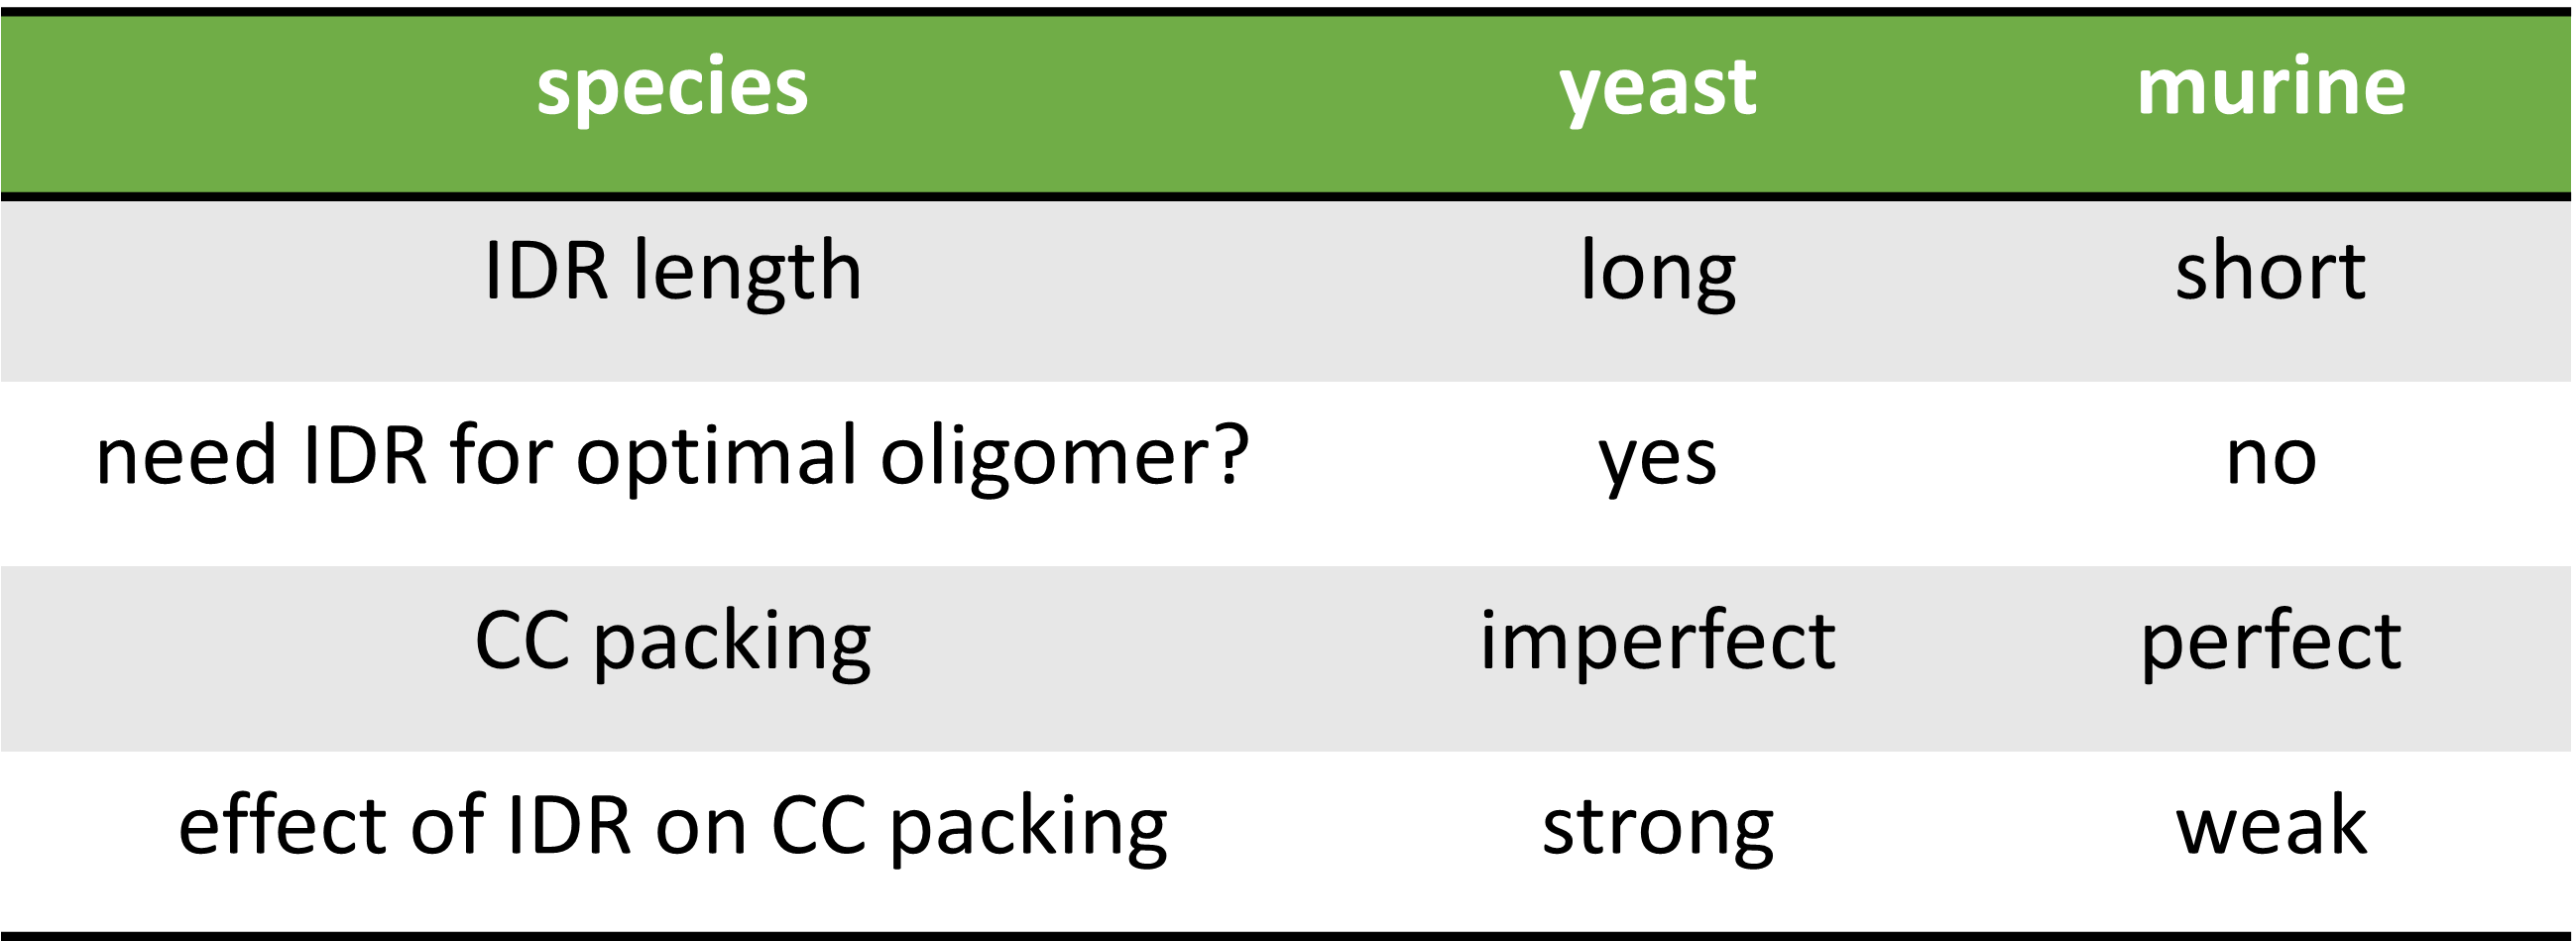 species yeast murine
IDR length long short
need IDR for optimal oligomer? yes no
CC packing imperfect perfect
effect of IDR on CC packing strong weak